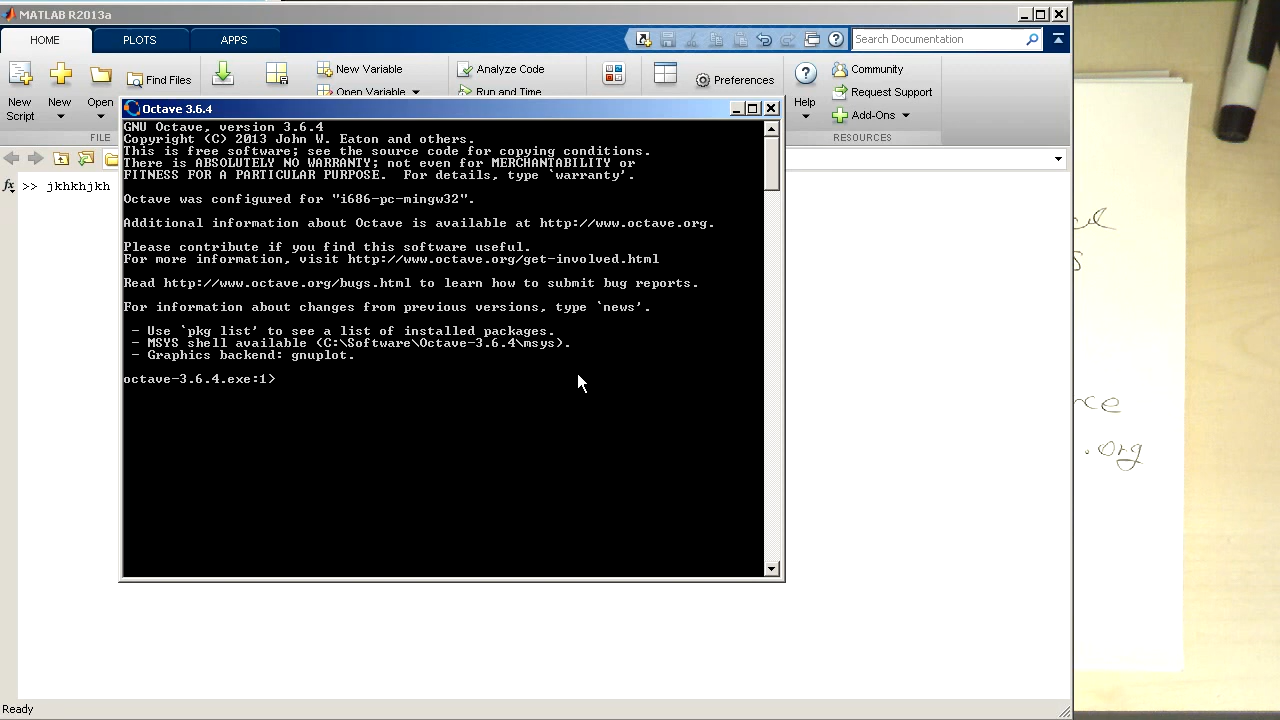 MATLAB R2013a
HOME PLOTS APPS
Search Documentation
New Script
New
Open
Find Files
New Variable
Open Variable
Analyze Code
Run and Time
Preferences
Help
Community
Request Support
Add-Ons
FILE
RESOURCES
>> jkhkhjkh
Octave 3.6.4
GNU Octave, version 3.6.4
Copyright (C) 2013 John W. Eaton and others.
This is free software; see the source code for copying conditions.
There is ABSOLUTELY NO WARRANTY; not even for MERCHANTABILITY or
FITNESS FOR A PARTICULAR PURPOSE.  For details, type `warranty'.
Octave was configured for "i686-pc-mingw32".
Additional information about Octave is available at http://www.octave.org.
Please contribute if you find this software useful.
For more information, visit http://www.octave.org/get-involved.html
Read http://www.octave.org/bugs.html to learn how to submit bug reports.
For information about changes from previous versions, type `news'.
- Use `pkg list' to see a list of installed packages.
- MSYS shell available (C:\Software\Octave-3.6.4\msys).
- Graphics backend: gnuplot.
octave-3.6.4.exe:1>
.org
Ready